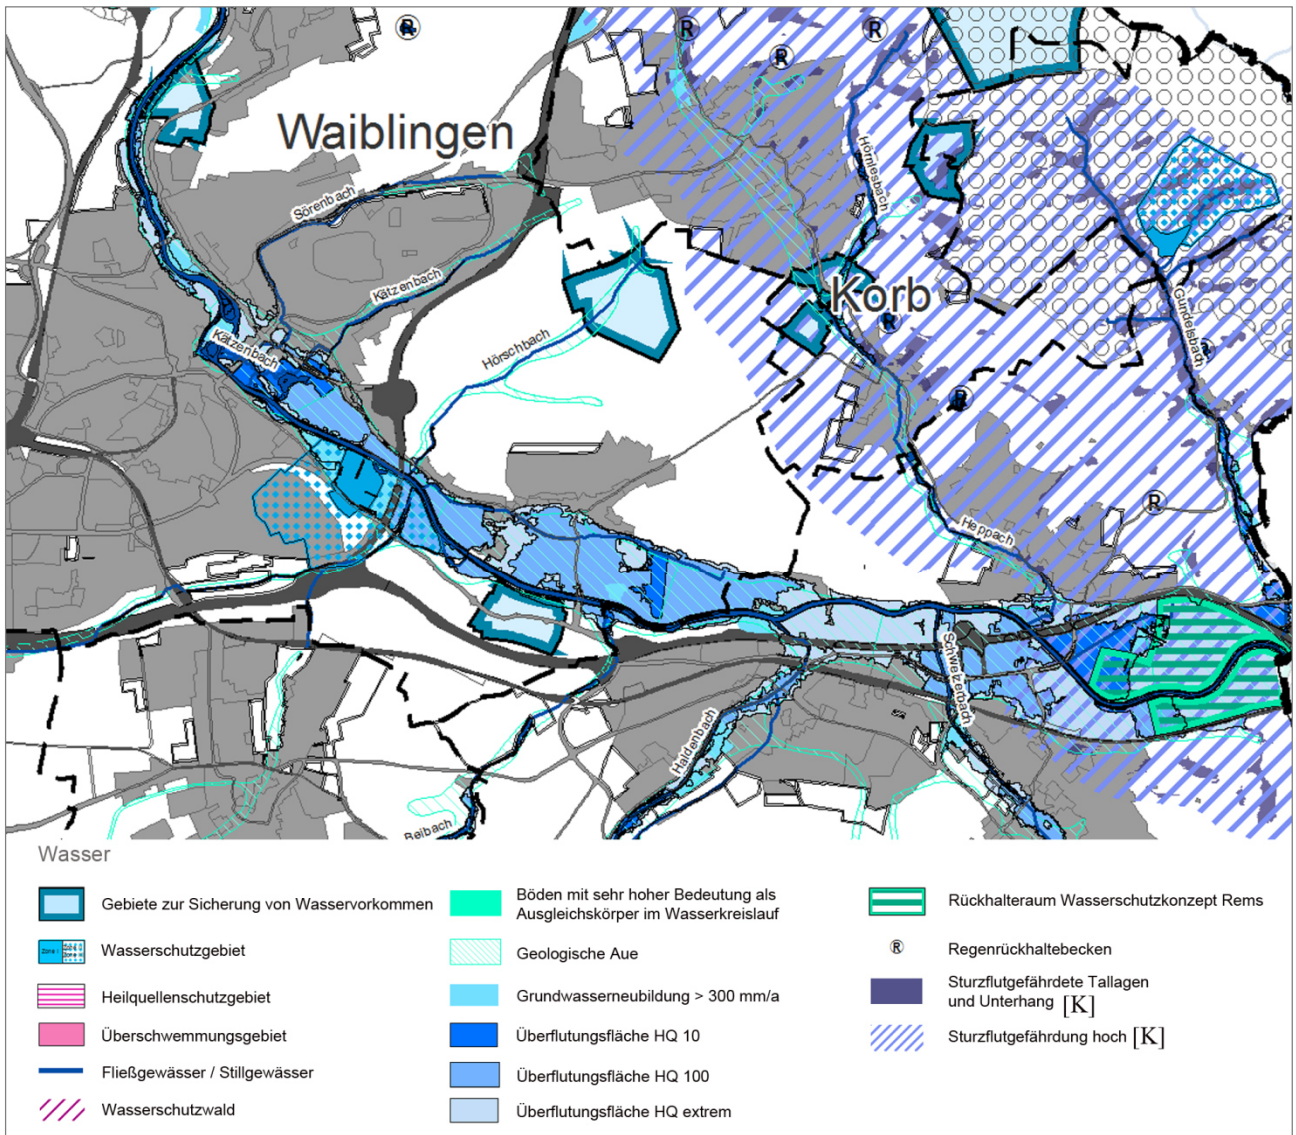 R
R
R
R
Waiblingen
Hörnlesbach
Sörenbach
Kätzenbach
Korb
R
Gundelsbach
Kätzenbach
Hörschbach
R
R
Heppach
Schweizerbach
Haldenbach
Beibach
Wasser
Gebiete zur Sicherung von Wasservorkommen
Wasserschutzgebiet
Heilquellenschutzgebiet
Überschwemmungsgebiet
Fließgewässer / Stillgewässer
Wasserschutzwald
Böden mit sehr hoher Bedeutung als
Ausgleichskörper im Wasserkreislauf
Geologische Aue
Grundwasserneubildung > 300 mm/a
Überflutungsfläche HQ 10
Überflutungsfläche HQ 100
Überflutungsfläche HQ extrem
Rückhalteraum Wasserschutzkonzept Rems
R
Regenrückhaltebecken
Sturzflutgefährdete Tallagen
und Unterhang [K]
Sturzflutgefährdung hoch [K]